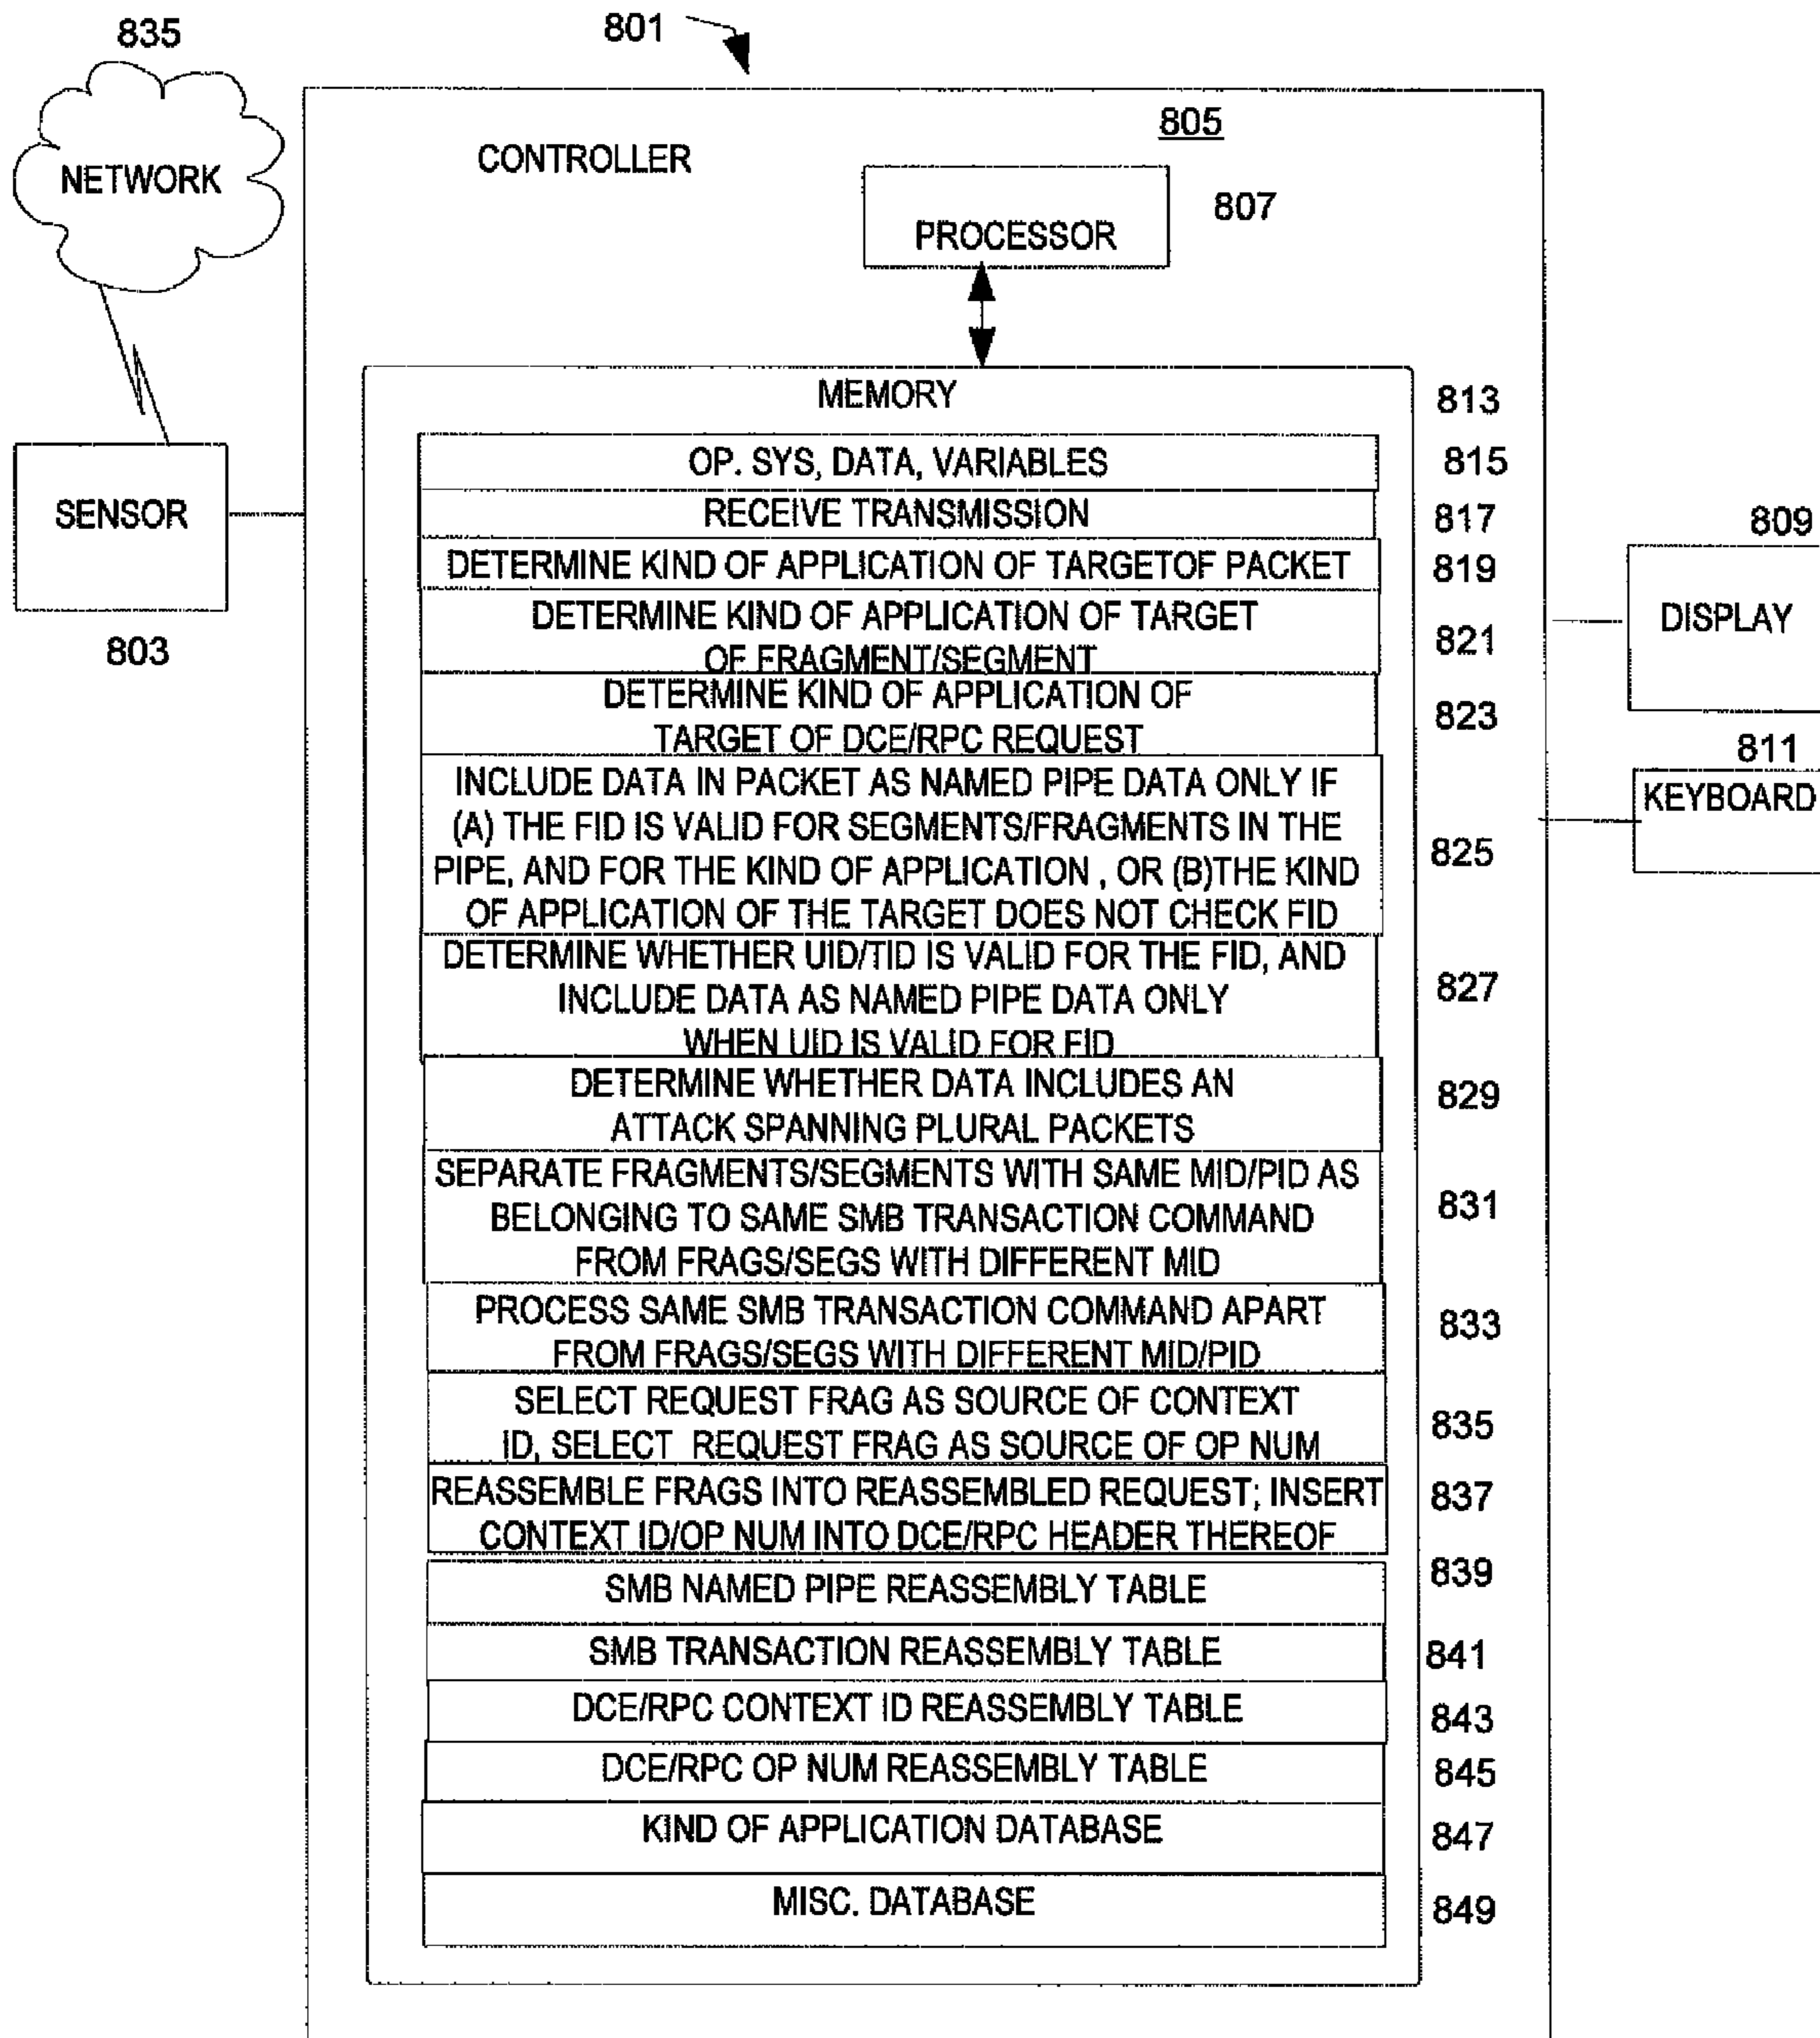 835
801
805
NETWORK
CONTROLLER
PROCESSOR
807
MEMORY
813
OP. SYS, DATA, VARIABLES
815
SENSOR
803
RECEIVE TRANSMISSION
817
809
DISPLAY
811
KEYBOARD
DETERMINE KIND OF APPLICATION OF TARGETOF PACKET
819
DETERMINE KIND OF APPLICATION OF TARGET
OF FRAGMENT/SEGMENT
821
DETERMINE KIND OF APPLICATION OF
TARGET OF DCE/RPC REQUEST
823
INCLUDE DATA IN PACKET AS NAMED PIPE DATA ONLY IF
(A) THE FID IS VALID FOR SEGMENTS/FRAGMENTS IN THE
PIPE, AND FOR THE KIND OF APPLICATION , OR (B)THE KIND
OF APPLICATION OF THE TARGET DOES NOT CHECK FID
825
DETERMINE WHETHER UID/TID IS VALID FOR THE FID, AND
INCLUDE DATA AS NAMED PIPE DATA ONLY
WHEN UID IS VALID FOR FID
827
DETERMINE WHETHER DATA INCLUDES AN
ATTACK SPANNING PLURAL PACKETS
829
SEPARATE FRAGMENTS/SEGMENTS WITH SAME MID/PID AS
BELONGING TO SAME SMB TRANSACTION COMMAND
FROM FRAGS/SEGS WITH DIFFERENT MID
831
PROCESS SAME SMB TRANSACTION COMMAND APART
FROM FRAGS/SEGS WITH DIFFERENT MID/PID
833
SELECT REQUEST FRAG AS SOURCE OF CONTEXT
ID, SELECT REQUEST FRAG AS SOURCE OF OP NUM
835
REASSEMBLE FRAGS INTO REASSEMBLED REQUEST; INSERT
CONTEXT ID/OP NUM INTO DCE/RPC HEADER THEREOF
837
SMB NAMED PIPE REASSEMBLY TABLE
839
SMB TRANSACTION REASSEMBLY TABLE
841
DCE/RPC CONTEXT ID REASSEMBLY TABLE
843
DCE/RPC OP NUM REASSEMBLY TABLE
845
KIND OF APPLICATION DATABASE
847
MISC. DATABASE
849